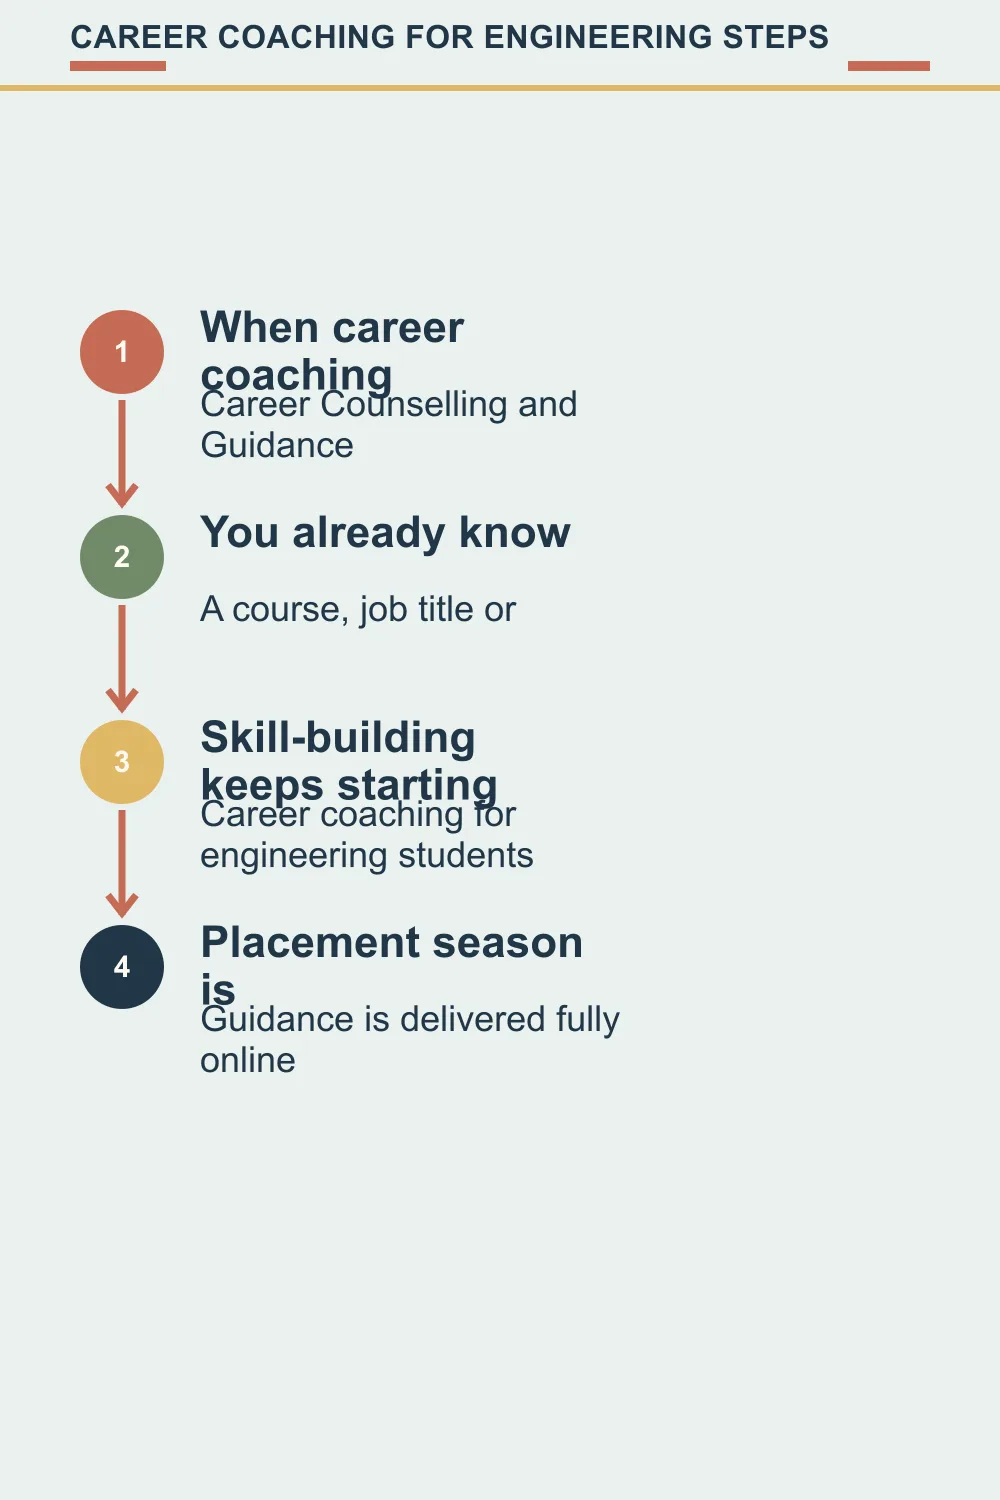 CAREER COACHING FOR ENGINEERING STEPS
1
When career
coaching
Career Counselling and
Guidance
2
You already know
A course, job title or
3
Skill-building
keeps starting
Career coaching for
engineering students
4
Placement season
is
Guidance is delivered fully
online